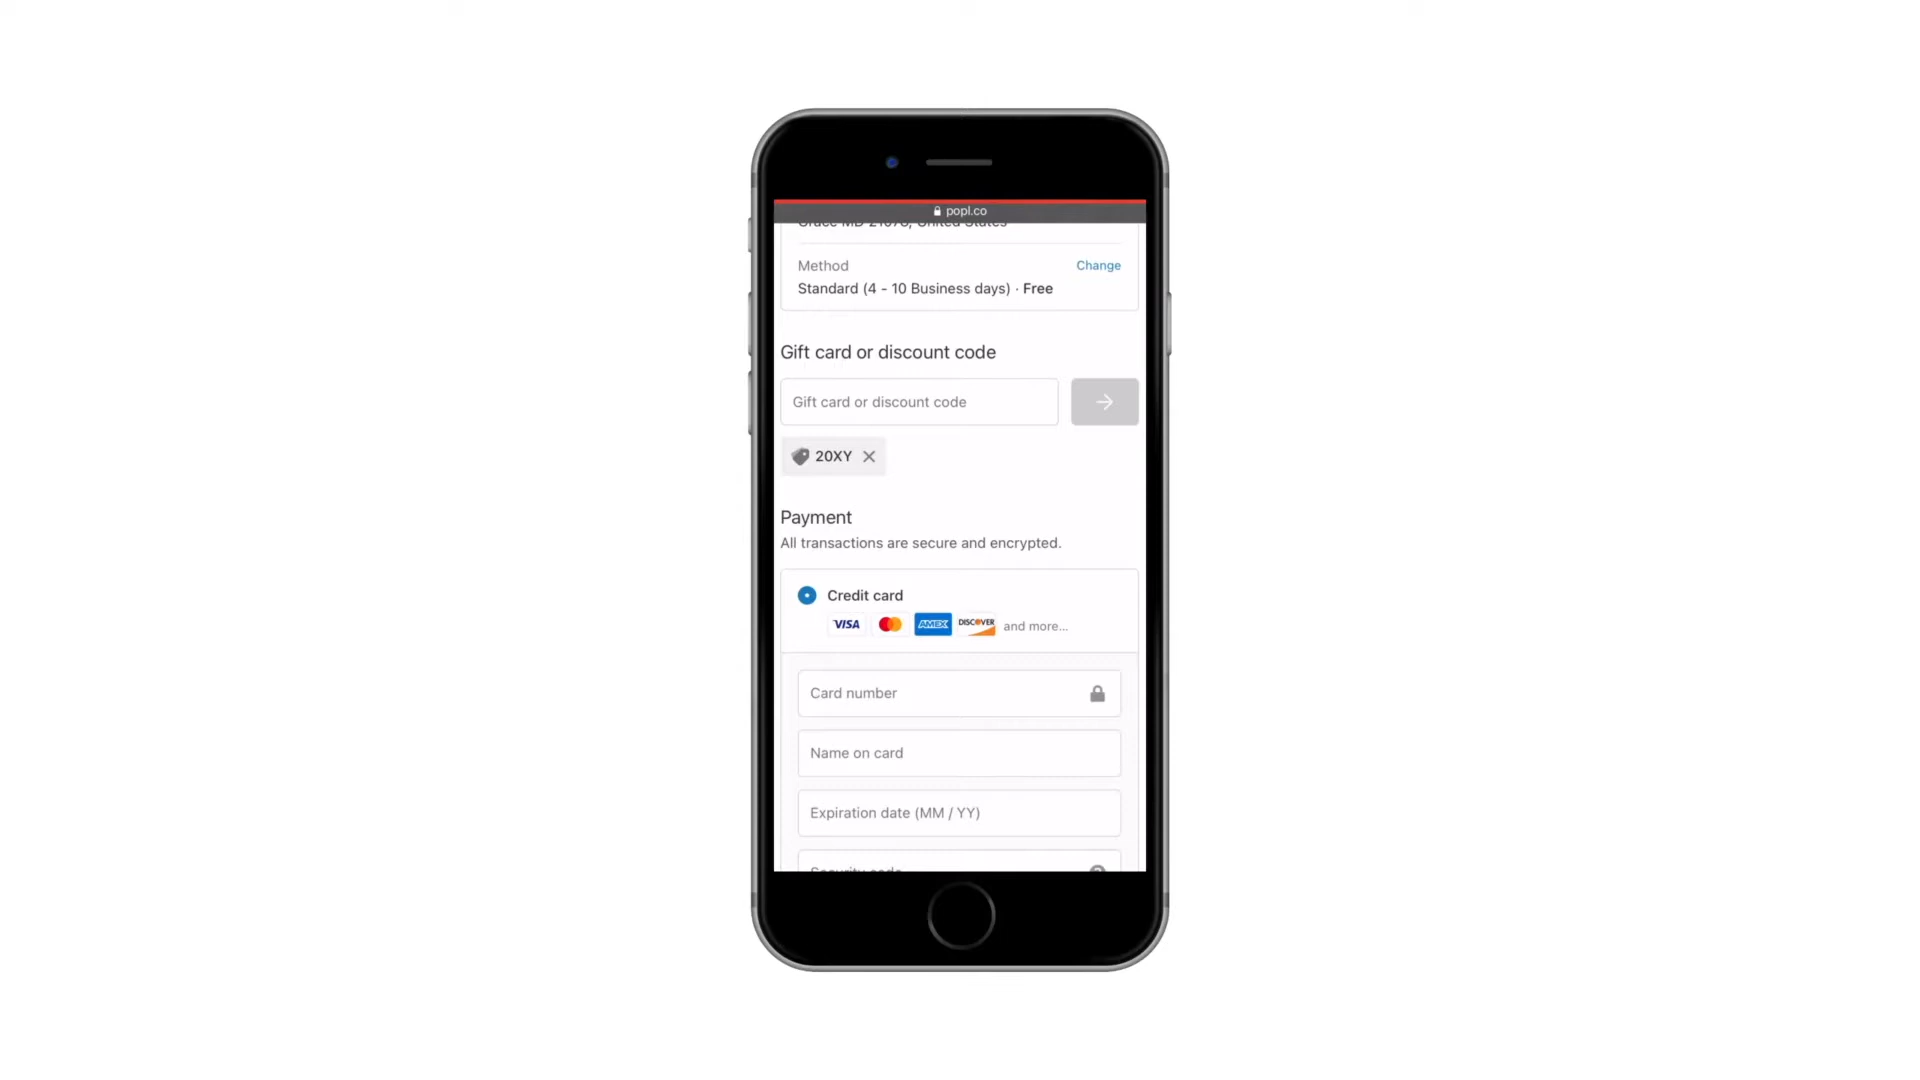 popl.co
Grace MD 21078, United States
Method
Change
Standard (4 - 10 Business days) · Free
Gift card or discount code
Gift card or discount code
20XY
Payment
All transactions are secure and encrypted.
Credit card
VISA
AMEX
DISCOVER
and more...
Card number
Name on card
Expiration date (MM / YY)
Security code